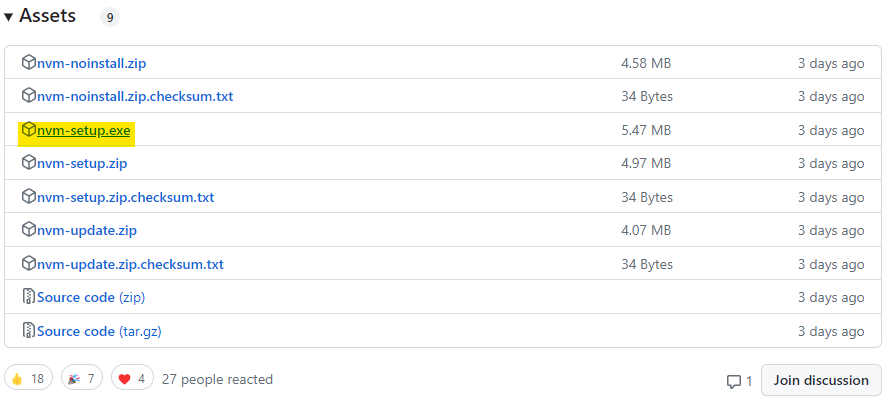 Assets 9
nvm-noinstall.zip 4.58 MB 3 days ago
nvm-noinstall.zip.checksum.txt 34 Bytes 3 days ago
nvm-setup.exe 5.47 MB 3 days ago
nvm-setup.zip 4.97 MB 3 days ago
nvm-setup.zip.checksum.txt 34 Bytes 3 days ago
nvm-update.zip 4.07 MB 3 days ago
nvm-update.zip.checksum.txt 34 Bytes 3 days ago
Source code (zip) 3 days ago
Source code (tar.gz) 3 days ago
18 7 4 27 people reacted 1 Join discussion